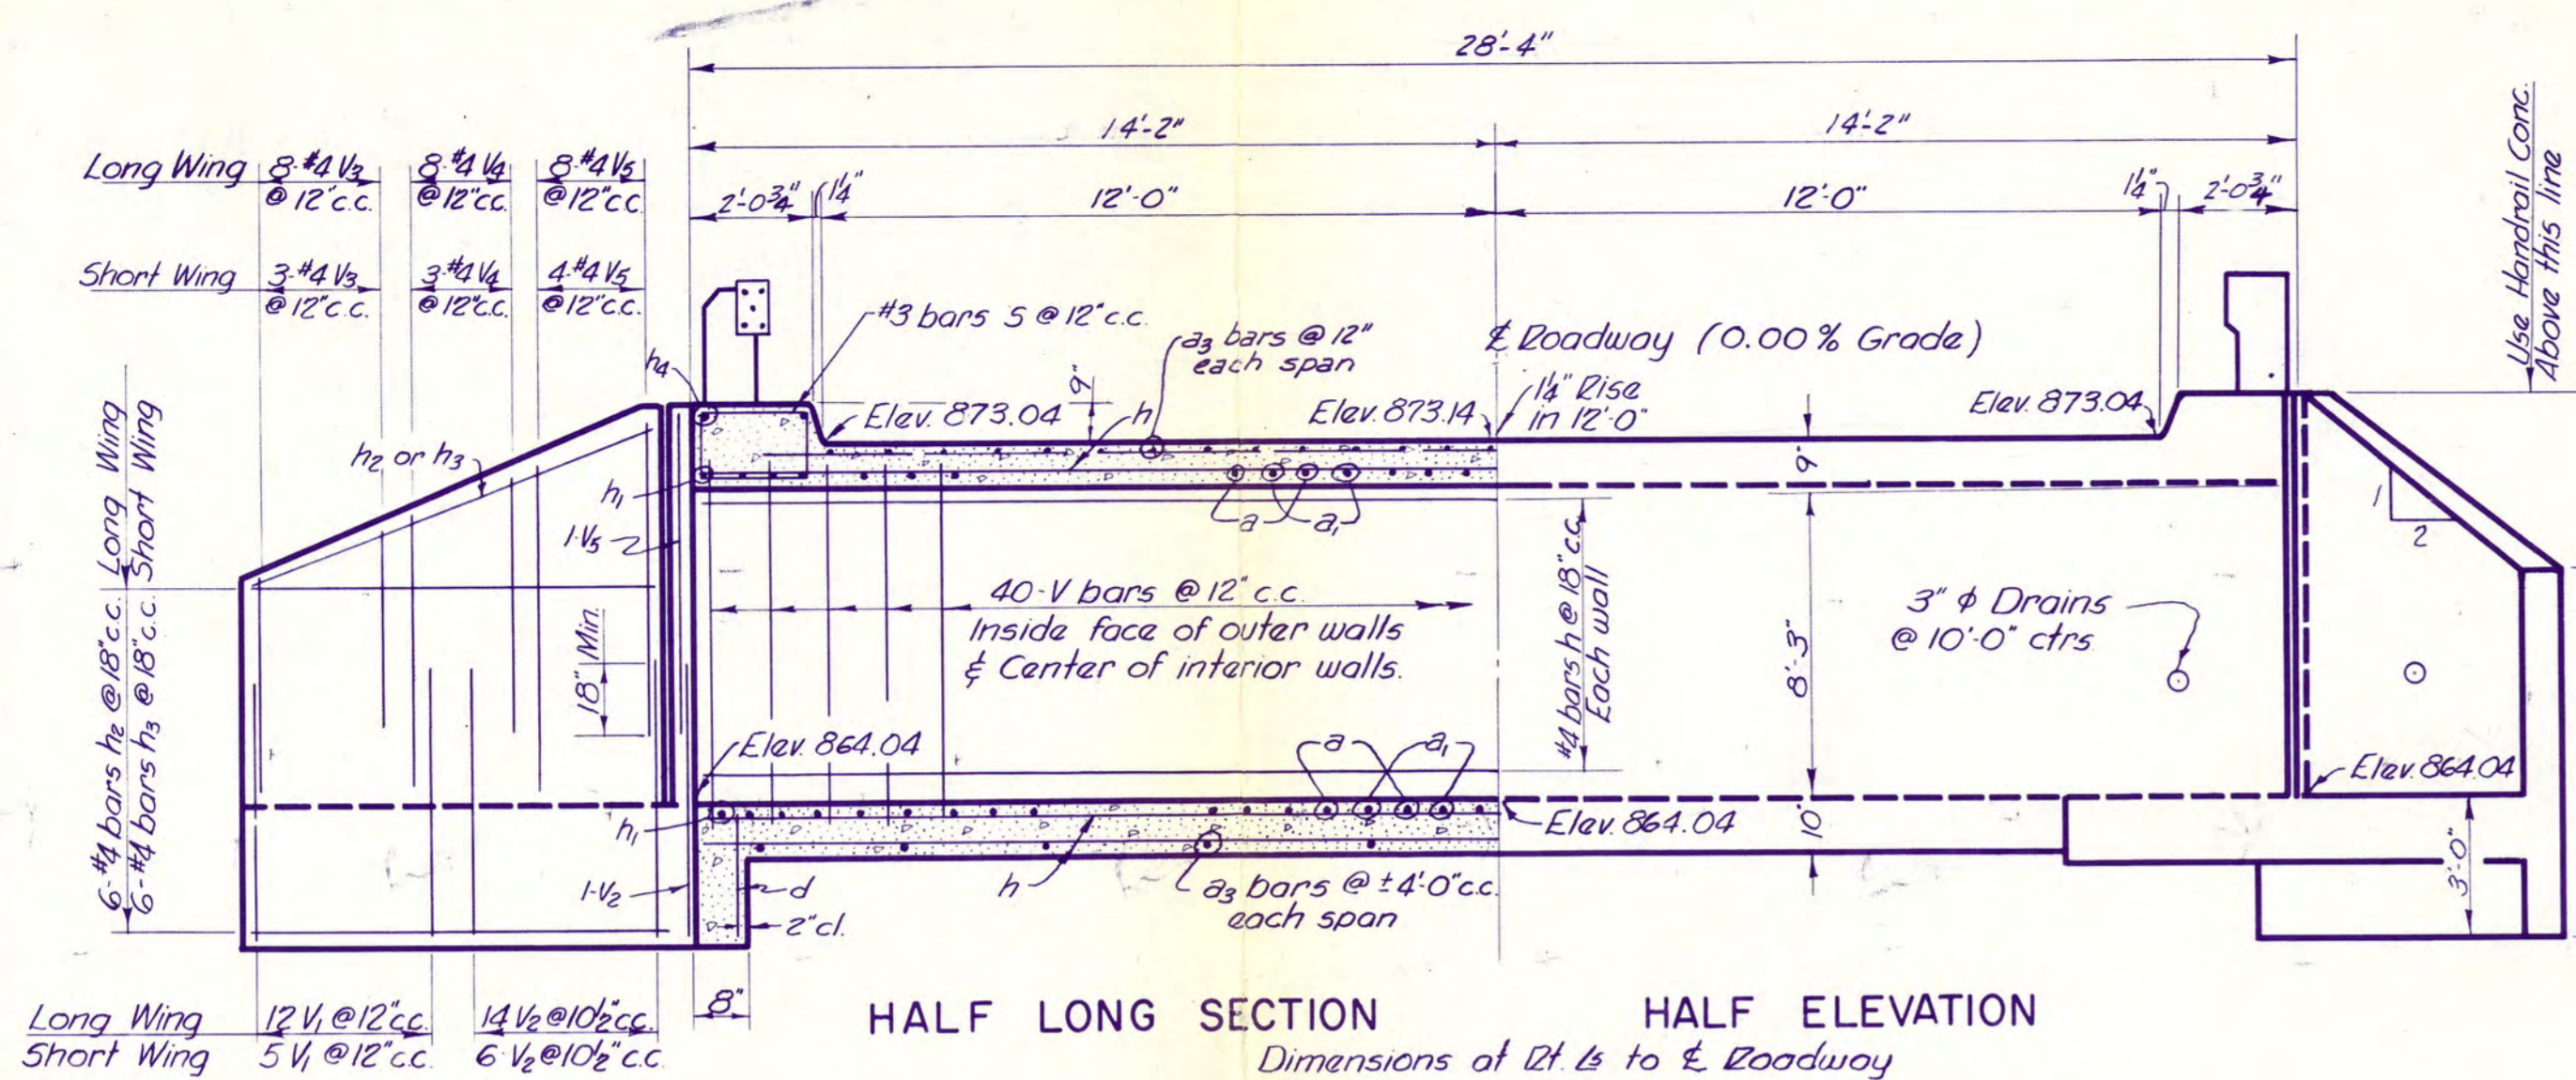 28'-4"
14'-2"
14'-2"
2'-0¾"
1¼"
12'-0"
12'-0"
1¼"
2'-0¾"
Use Handrail Conc.
Above this line
Long Wing
8-#4 V3
@ 12" c.c.
8-#4 V4
@ 12" c.c.
8-#4 V5
@ 12" c.c.
Short Wing
3-#4 V3
@ 12" c.c.
3-#4 V4
@ 12" c.c.
4-#4 V5
@ 12" c.c.
#3 bars S @ 12" c.c.
a3 bars @ 12"
each span
℄ Roadway (0.00% Grade)
1¼" Rise
in 12'-0"
h4
9"
h
Elev. 873.04
Elev. 873.14
Elev. 873.04
h2 or h3
h1
1-V5
a
a1
9"
1
2
Long Wing
Short Wing
6-#4 bars h2 @ 18" c.c.
6-#4 bars h3 @ 18" c.c.
18" Min.
40-V bars @ 12" c.c.
Inside face of outer walls
& Center of interior walls.
#4 bars h @ 18" c.c.
Each wall
8'-3"
3" ϕ Drains
@ 10'-0" ctrs
Elev. 864.04
a
a1
Elev. 864.04
Elev. 864.04
h1
10"
3'-0"
1-V2
d
2" cl.
h
a3 bars @ ±4'-0" c.c.
each span
8"
Long Wing
12 V1 @ 12" c.c.
14 V2 @ 10½" c.c.
Short Wing
5 V1 @ 12" c.c.
6 V2 @ 10½" c.c.
HALF LONG SECTION
HALF ELEVATION
Dimensions at Rt. ∠s to ℄ Roadway